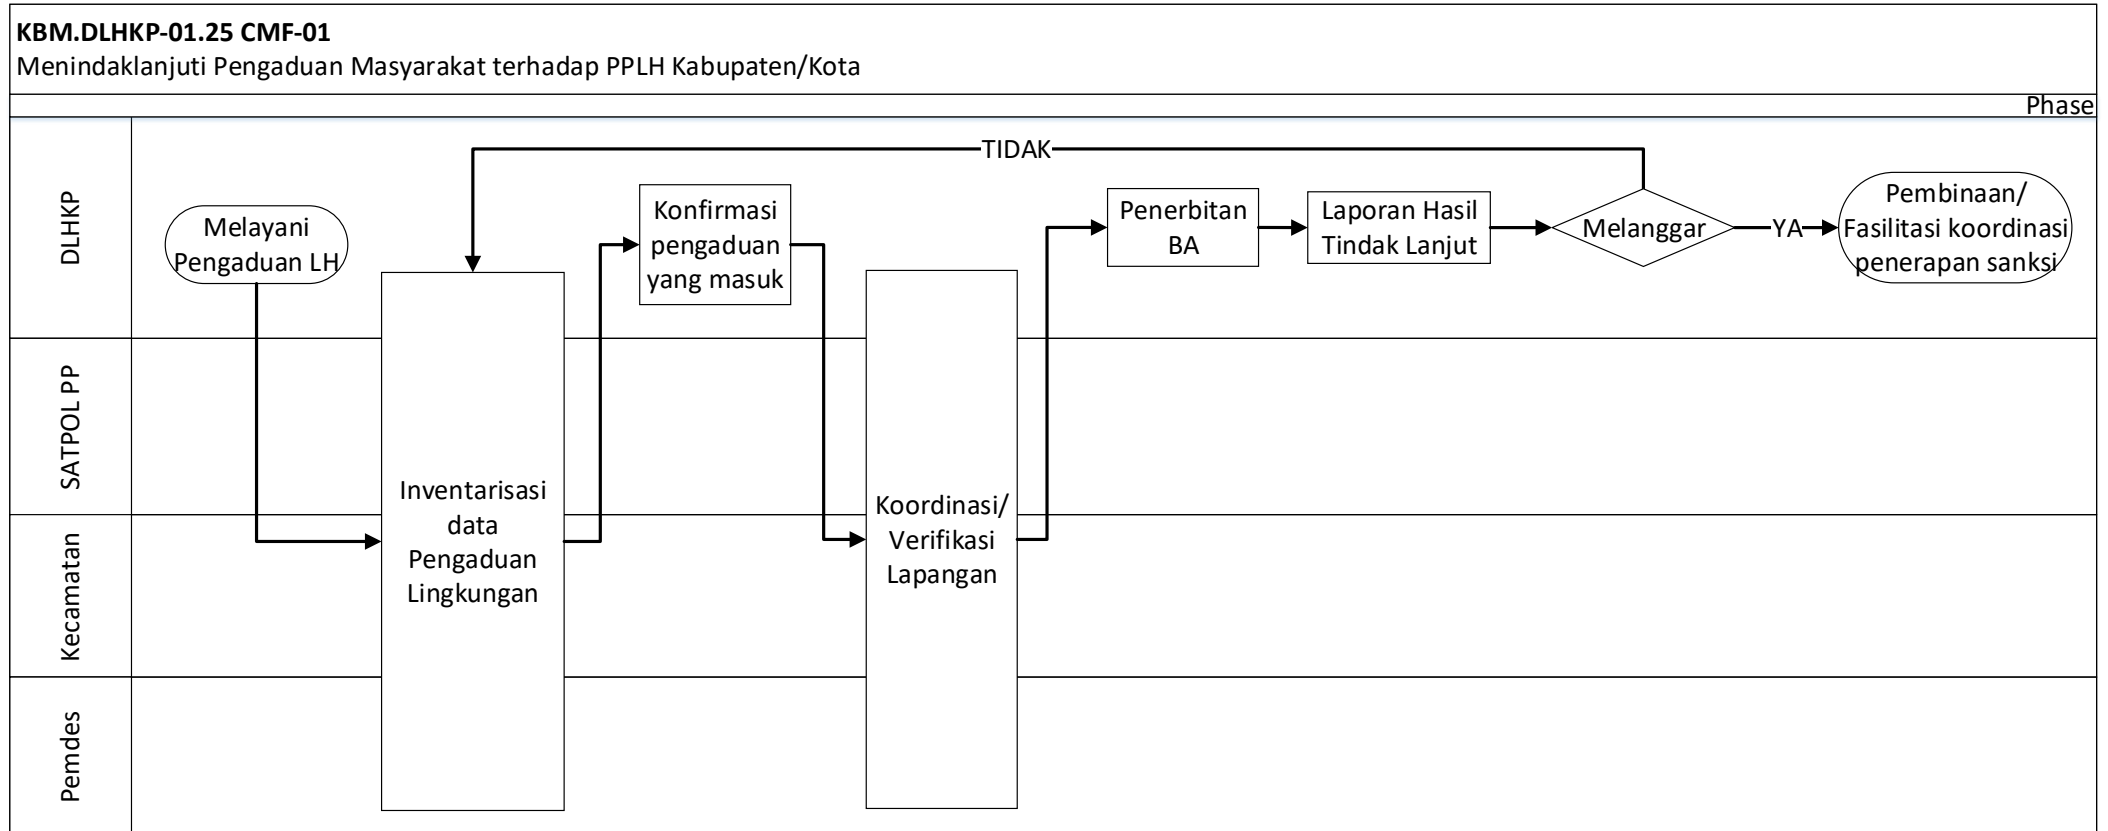 KBM.DLHKP-01.25 CMF-01
Menindaklanjuti Pengaduan Masyarakat terhadap PPLH Kabupaten/Kota
Phase
DLHKP
SATPOL PP
Kecamatan
Pemdes
Melayani
Pengaduan LH
Inventarisasi
data
Pengaduan
Lingkungan
Konfirmasi
pengaduan
yang masuk
Koordinasi/
Verifikasi
Lapangan
Penerbitan
BA
Laporan Hasil
Tindak Lanjut
Melanggar
TIDAK
YA
Pembinaan/
Fasilitasi koordinasi
penerapan sanksi